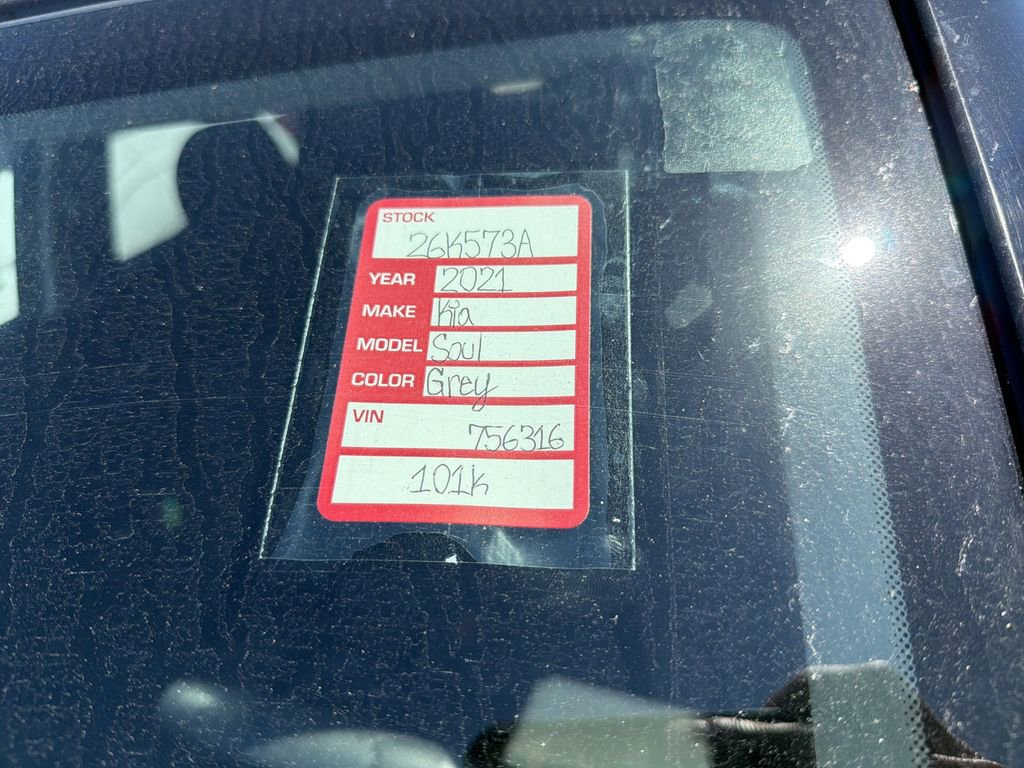 STOCK
26K573A
YEAR 2021
MAKE Kia
MODEL Soul
COLOR Grey
VIN
756316
101k